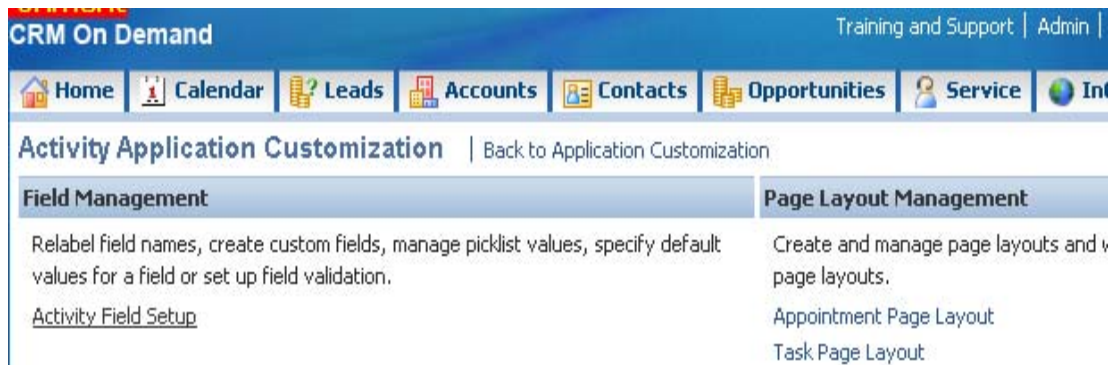 CRM On Demand
Training and Support | Admin |
Home Calendar Leads Accounts Contacts Opportunities Service
Activity Application Customization | Back to Application Customization
Field Management
Relabel field names, create custom fields, manage picklist values, specify default
values for a field or set up field validation.
Activity Field Setup
Page Layout Management
Create and manage page layouts and
page layouts.
Appointment Page Layout
Task Page Layout